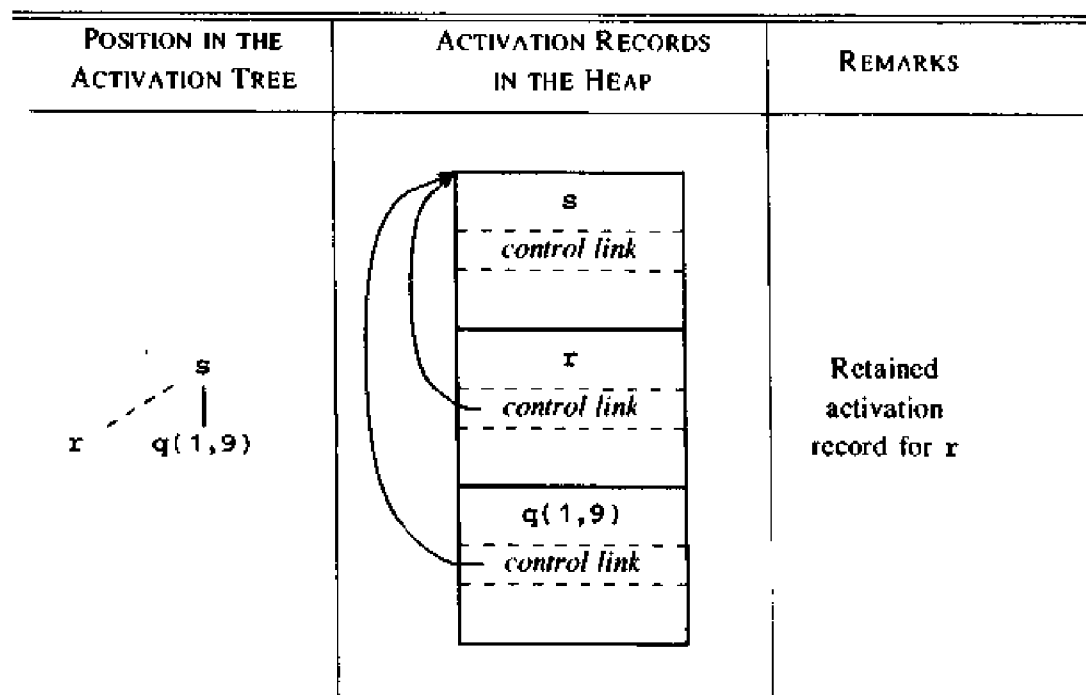 POSITION IN THE
ACTIVATION TREE
ACTIVATION RECORDS
IN THE HEAP
REMARKS
s
r q(1,9)
s
control link
r
control link
q(1,9)
control link
Retained
activation
record for r